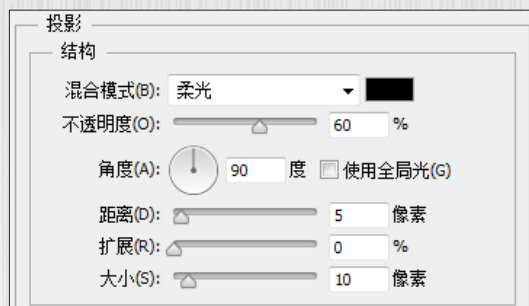 投影
结构
混合模式(B): 柔光
不透明度(O): 60 %
角度(A): 90 度 使用全局光(G)
距离(D): 5 像素
扩展(R): 0 %
大小(S): 10 像素